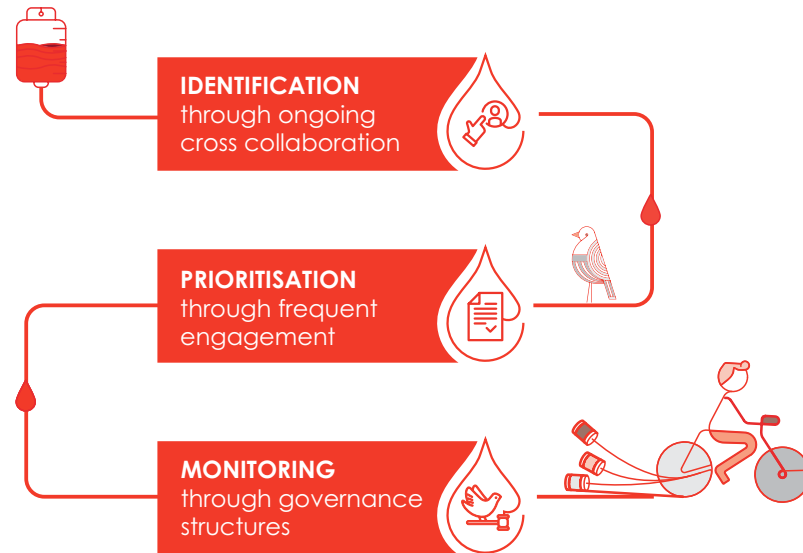 IDENTIFICATION
through ongoing
cross collaboration
PRIORITISATION
through frequent
engagement
MONITORING
through governance
structures